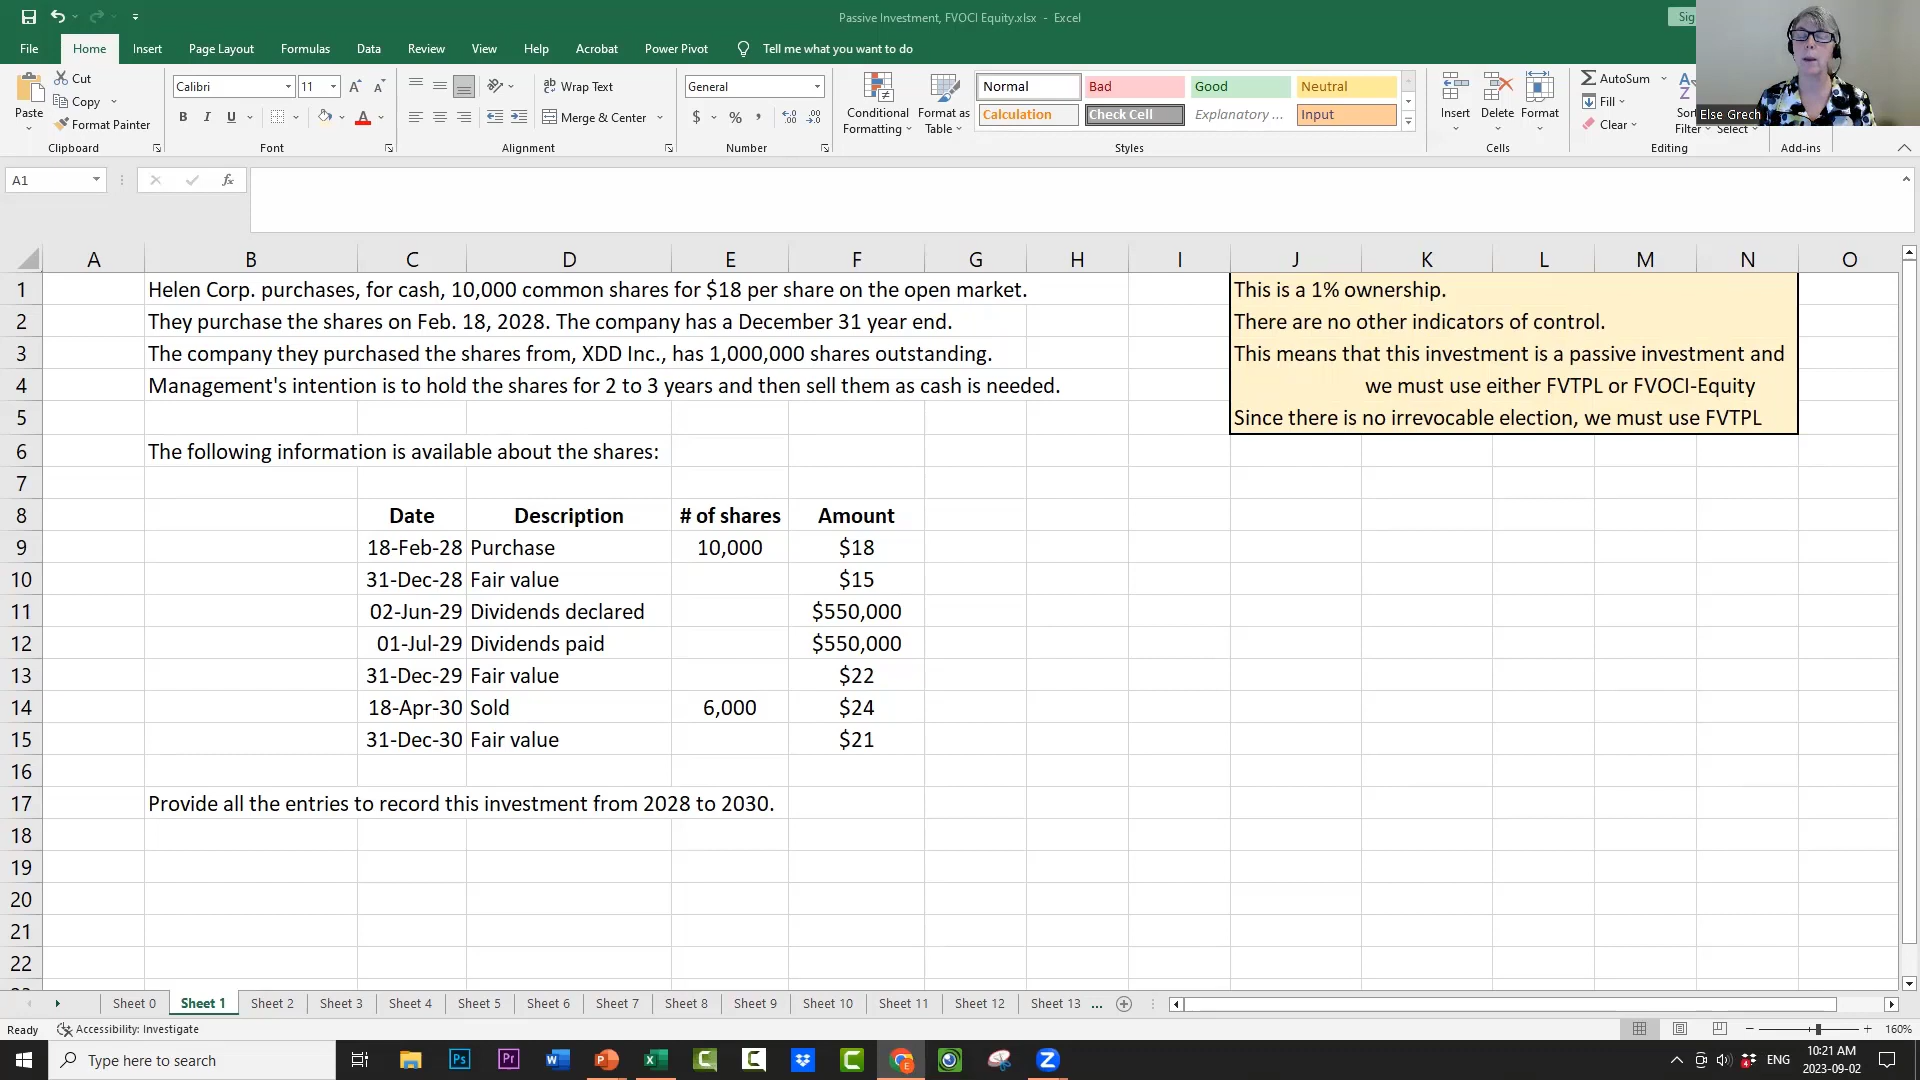 Passive Investment, FVOCI Equity.xlsx - Excel
Sig
File Home Insert Page Layout Formulas Data Review View Help Acrobat Power Pivot Tell me what you want to do
Paste
Cut
Copy
Format Painter
Clipboard
Calibri 11
B I U
Font
Wrap Text
Merge & Center
Alignment
General
$ % ,
Number
Conditional Formatting
Format as Table
Normal Bad Good Neutral
Calculation Check Cell Explanatory ... Input
Styles
Insert Delete Format
Cells
AutoSum
Fill
Clear
Sort
Filter Select
Editing
Add-ins
Else Grech
A1
fx
A B C D E F G H I J K L M N O
1 Helen Corp. purchases, for cash, 10,000 common shares for $18 per share on the open market. This is a 1% ownership.
2 They purchase the shares on Feb. 18, 2028. The company has a December 31 year end. There are no other indicators of control.
3 The company they purchased the shares from, XDD Inc., has 1,000,000 shares outstanding. This means that this investment is a passive investment and
4 Management's intention is to hold the shares for 2 to 3 years and then sell them as cash is needed. we must use either FVTPL or FVOCI-Equity
5 Since there is no irrevocable election, we must use FVTPL
6 The following information is available about the shares:
7
8 Date Description # of shares Amount
9 18-Feb-28 Purchase 10,000 $18
10 31-Dec-28 Fair value $15
11 02-Jun-29 Dividends declared $550,000
12 01-Jul-29 Dividends paid $550,000
13 31-Dec-29 Fair value $22
14 18-Apr-30 Sold 6,000 $24
15 31-Dec-30 Fair value $21
16
17 Provide all the entries to record this investment from 2028 to 2030.
18
19
20
21
22
Sheet 0 Sheet 1 Sheet 2 Sheet 3 Sheet 4 Sheet 5 Sheet 6 Sheet 7 Sheet 8 Sheet 9 Sheet 10 Sheet 11 Sheet 12 Sheet 13 ...
Ready Accessibility: Investigate 160%
Type here to search
ENG
10:21 AM
2023-09-02